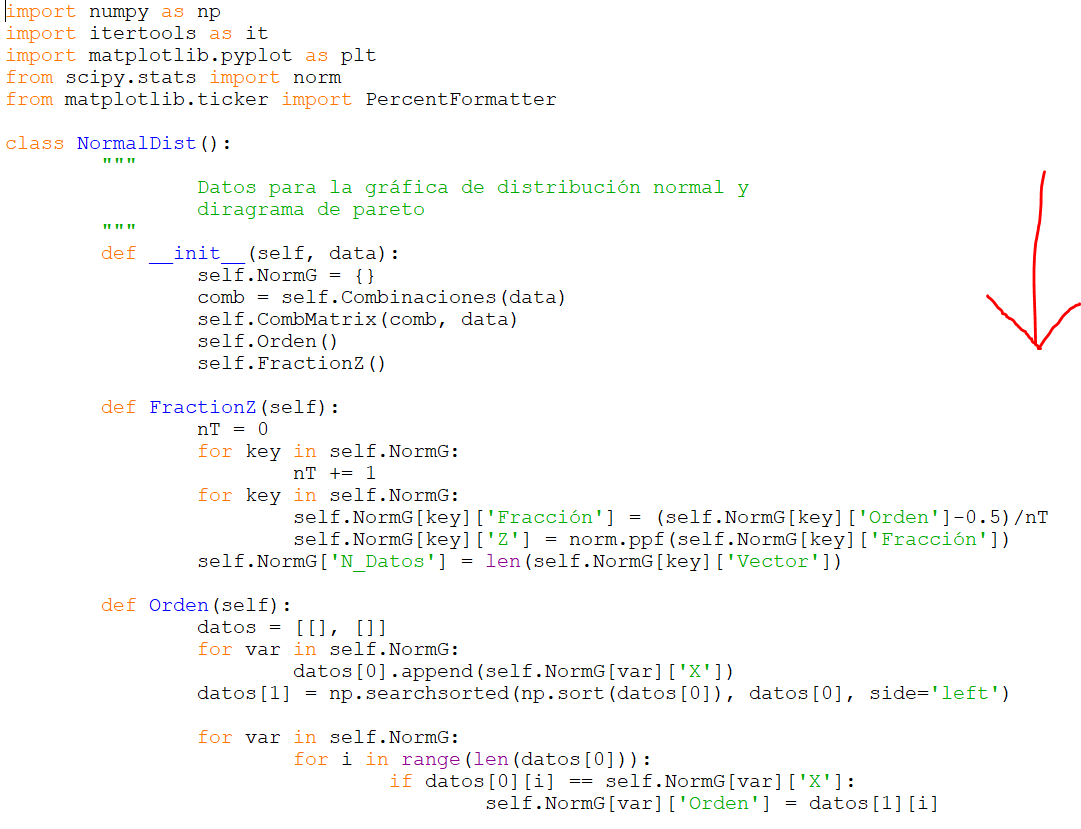 import numpy as np
import itertools as it
import matplotlib.pyplot as plt
from scipy.stats import norm
from matplotlib.ticker import PercentFormatter

class NormalDist():
        """
                Datos para la gráfica de distribución normal y
                diragrama de pareto
        """
        def __init__(self, data):
                self.NormG = {}
                comb = self.Combinaciones(data)
                self.CombMatrix(comb, data)
                self.Orden()
                self.FractionZ()

        def FractionZ(self):
                nT = 0
                for key in self.NormG:
                        nT += 1
                for key in self.NormG:
                        self.NormG[key]['Fracción'] = (self.NormG[key]['Orden']-0.5)/nT
                        self.NormG[key]['Z'] = norm.ppf(self.NormG[key]['Fracción'])
                self.NormG['N_Datos'] = len(self.NormG[key]['Vector'])

        def Orden(self):
                datos = [[], []]
                for var in self.NormG:
                        datos[0].append(self.NormG[var]['X'])
                datos[1] = np.searchsorted(np.sort(datos[0]), datos[0], side='left')

                for var in self.NormG:
                        for i in range(len(datos[0])):
                                if datos[0][i] == self.NormG[var]['X']:
                                        self.NormG[var]['Orden'] = datos[1][i]